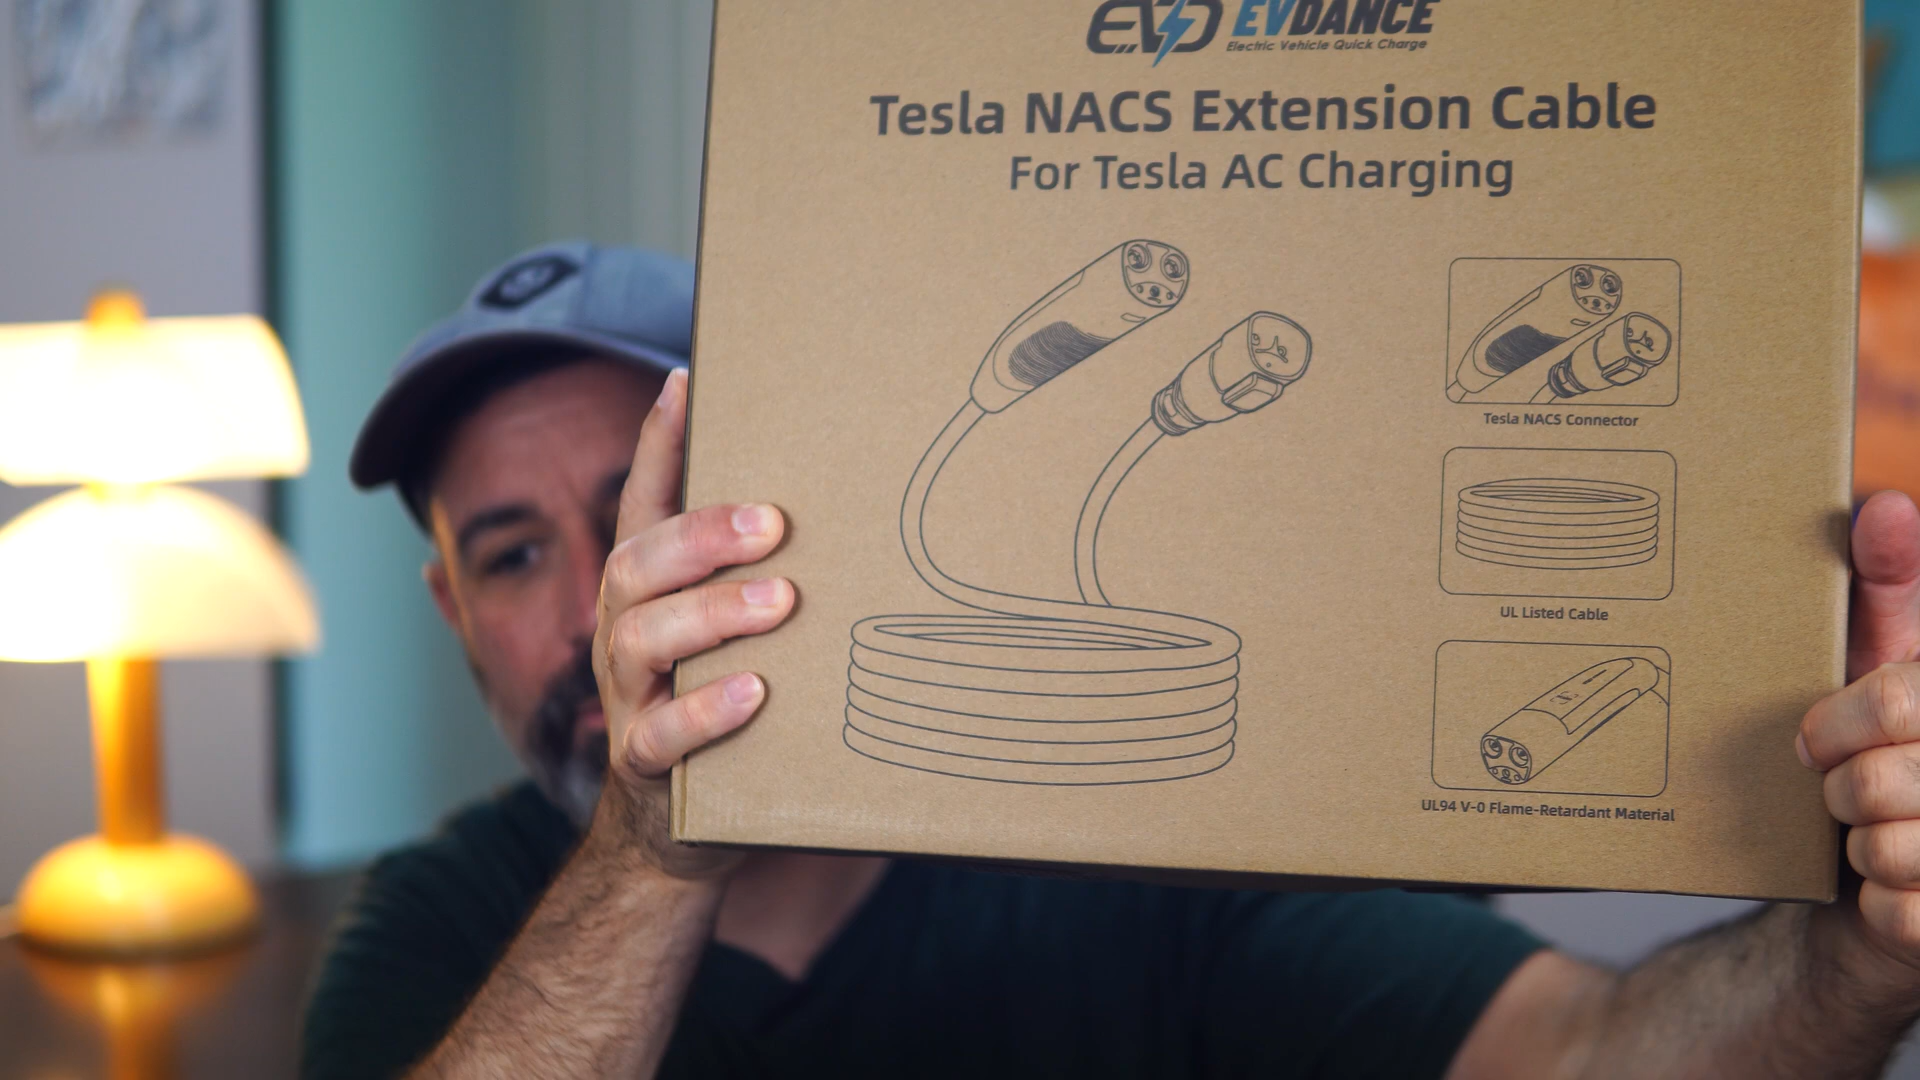 EVD EVDANCE
Electric Vehicle Quick Charge
Tesla NACS Extension Cable
For Tesla AC Charging
Tesla NACS Connector
UL Listed Cable
UL94 V-0 Flame-Retardant Material